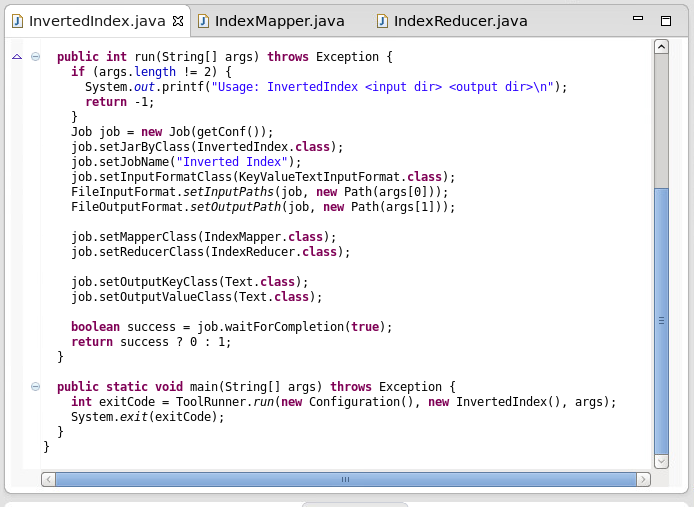 InvertedIndex.java IndexMapper.java IndexReducer.java
public int run(String[] args) throws Exception {
if (args.length != 2) {
System.out.printf("Usage: InvertedIndex <input dir> <output dir>\n");
return -1;
}
Job job = new Job(getConf());
job.setJarByClass(InvertedIndex.class);
job.setJobName("Inverted Index");
job.setInputFormatClass(KeyValueTextInputFormat.class);
FileInputFormat.setInputPaths(job, new Path(args[0]));
FileOutputFormat.setOutputPath(job, new Path(args[1]));
job.setMapperClass(IndexMapper.class);
job.setReducerClass(IndexReducer.class);
job.setOutputKeyClass(Text.class);
job.setOutputValueClass(Text.class);
boolean success = job.waitForCompletion(true);
return success ? 0 : 1;
}
public static void main(String[] args) throws Exception {
int exitCode = ToolRunner.run(new Configuration(), new InvertedIndex(), args);
System.exit(exitCode);
}
}